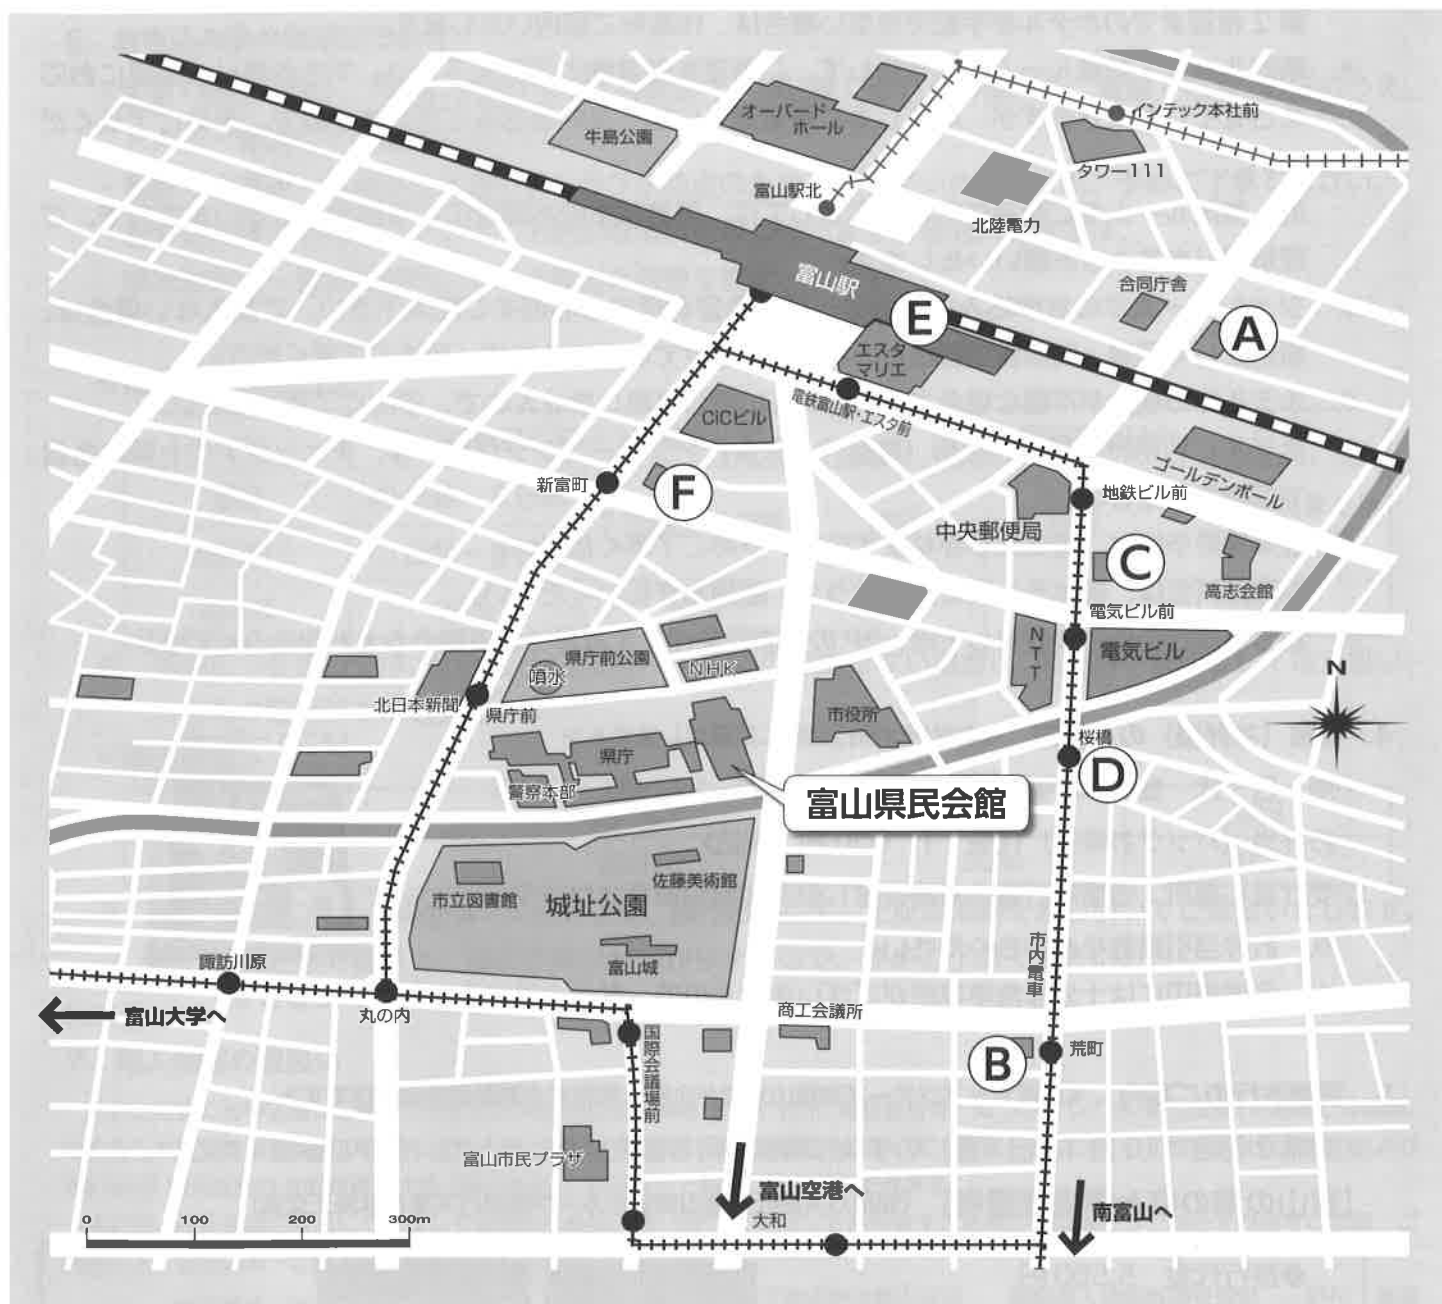 オーバード
ホール
牛島公園
インテック本社前
タワー111
富山駅北
北陸電力
合同庁舎
富山駅
E
A
エスタ
マリエ
電鉄富山駅・エスタ前
CiCビル
ゴールデンボール
新富町
F
地鉄ビル前
中央郵便局
C
高志会館
電気ビル前
NTT
電気ビル
県庁前公園
噴水
NHK
北日本新聞
県庁前
市役所
N
桜橋
D
県庁
警察本部
富山県民会館
市立図書館
佐藤美術館
城址公園
富山城
市内電車
諏訪川原
丸の内
富山大学へ
商工会議所
国際会議場前
B
荒町
富山市民プラザ
富山空港へ
大和
南富山へ
0 100 200 300m